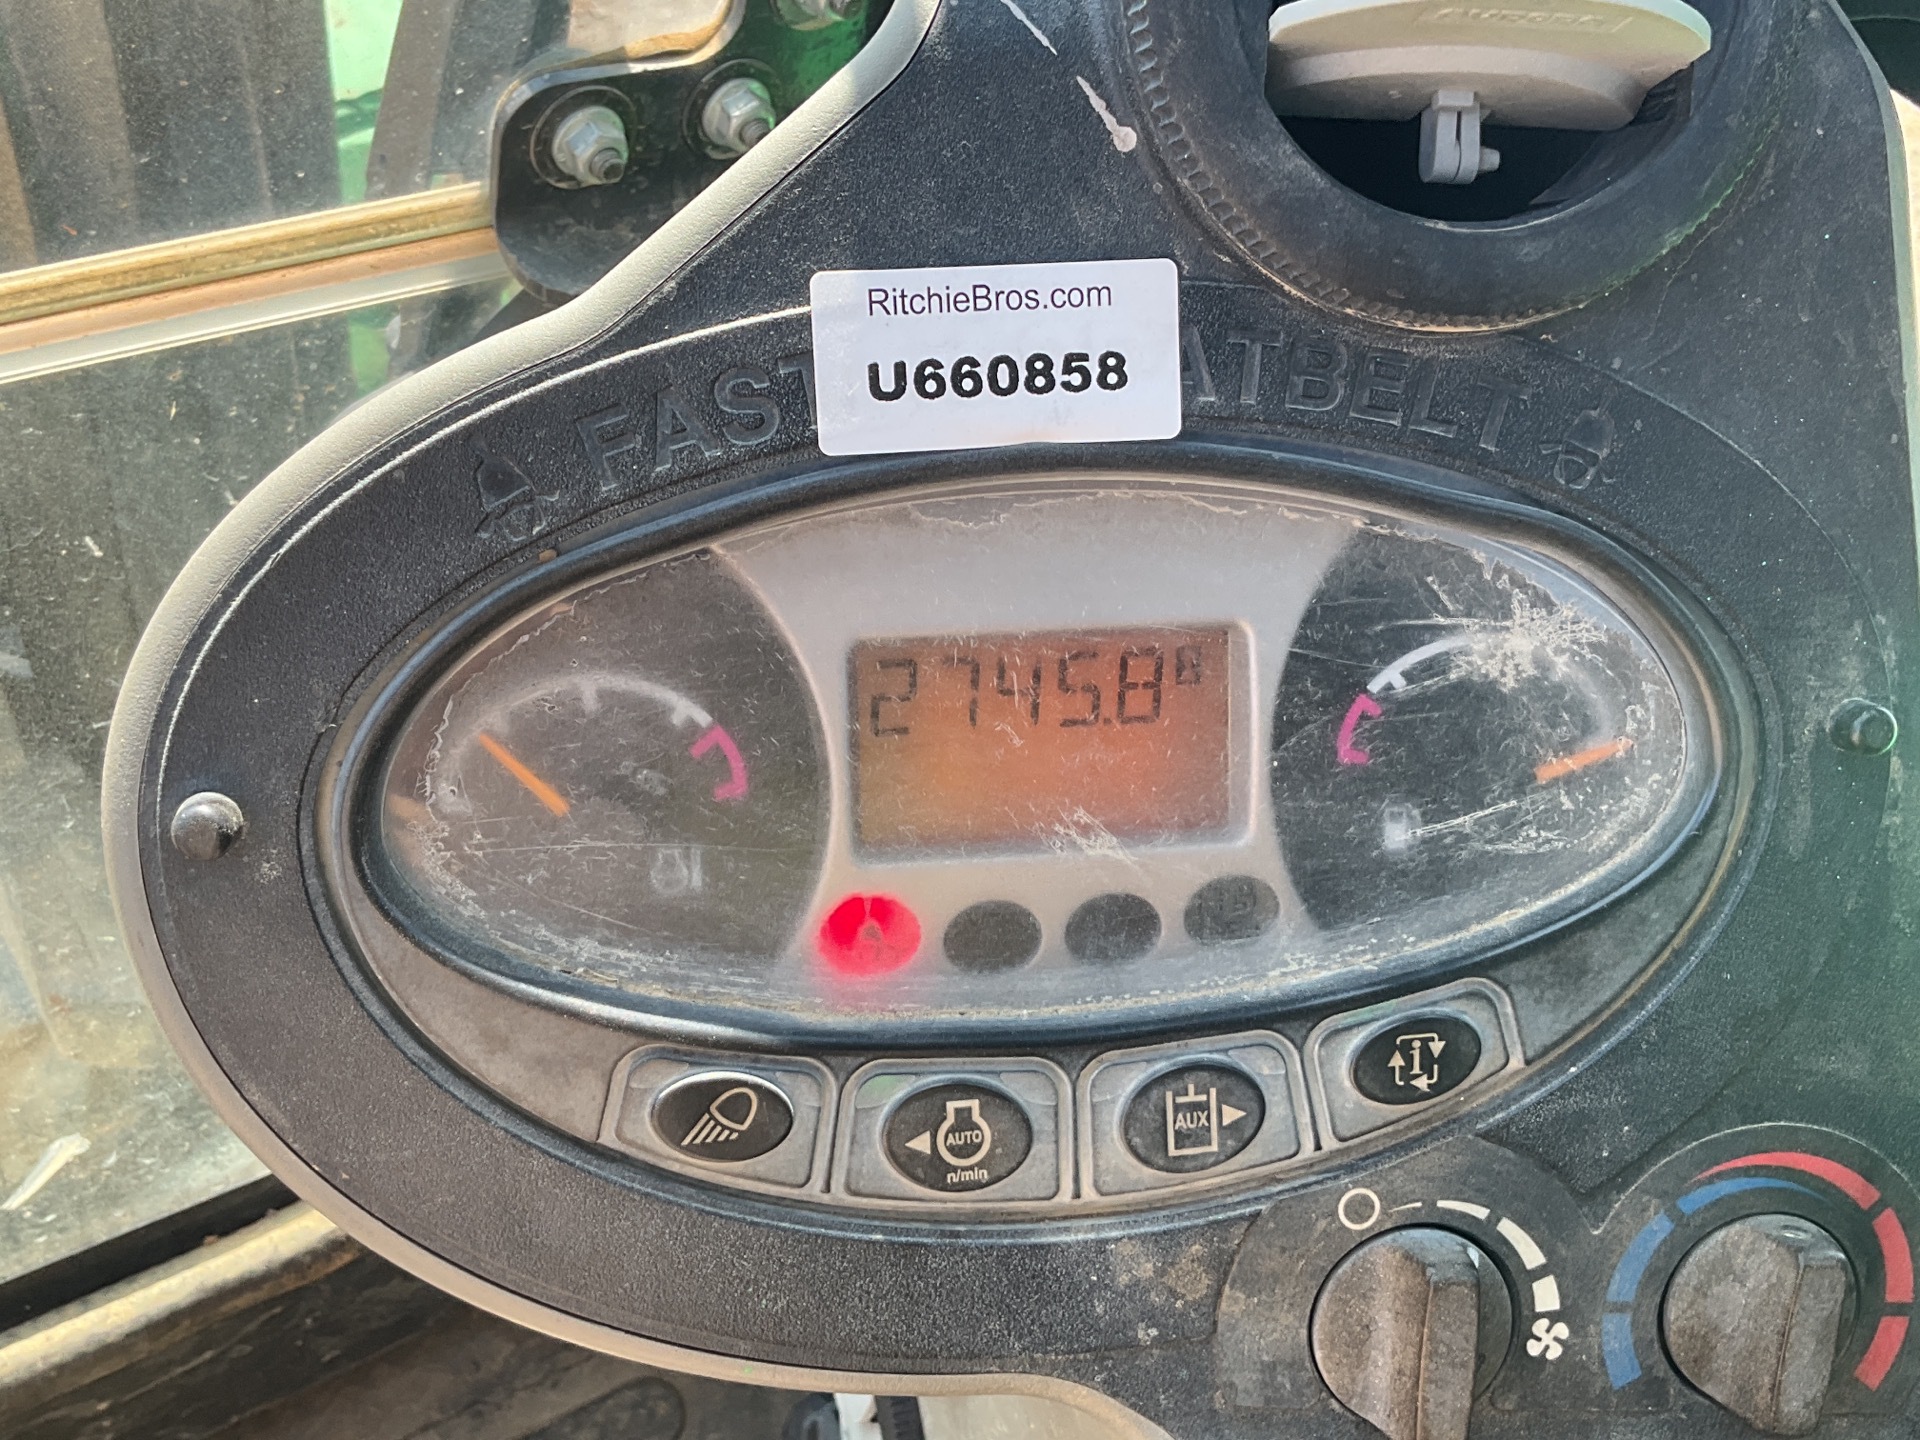 RitchieBros.com
U660858
FAST ATBELT
2745.8
AUTO
n/min
AUX
i